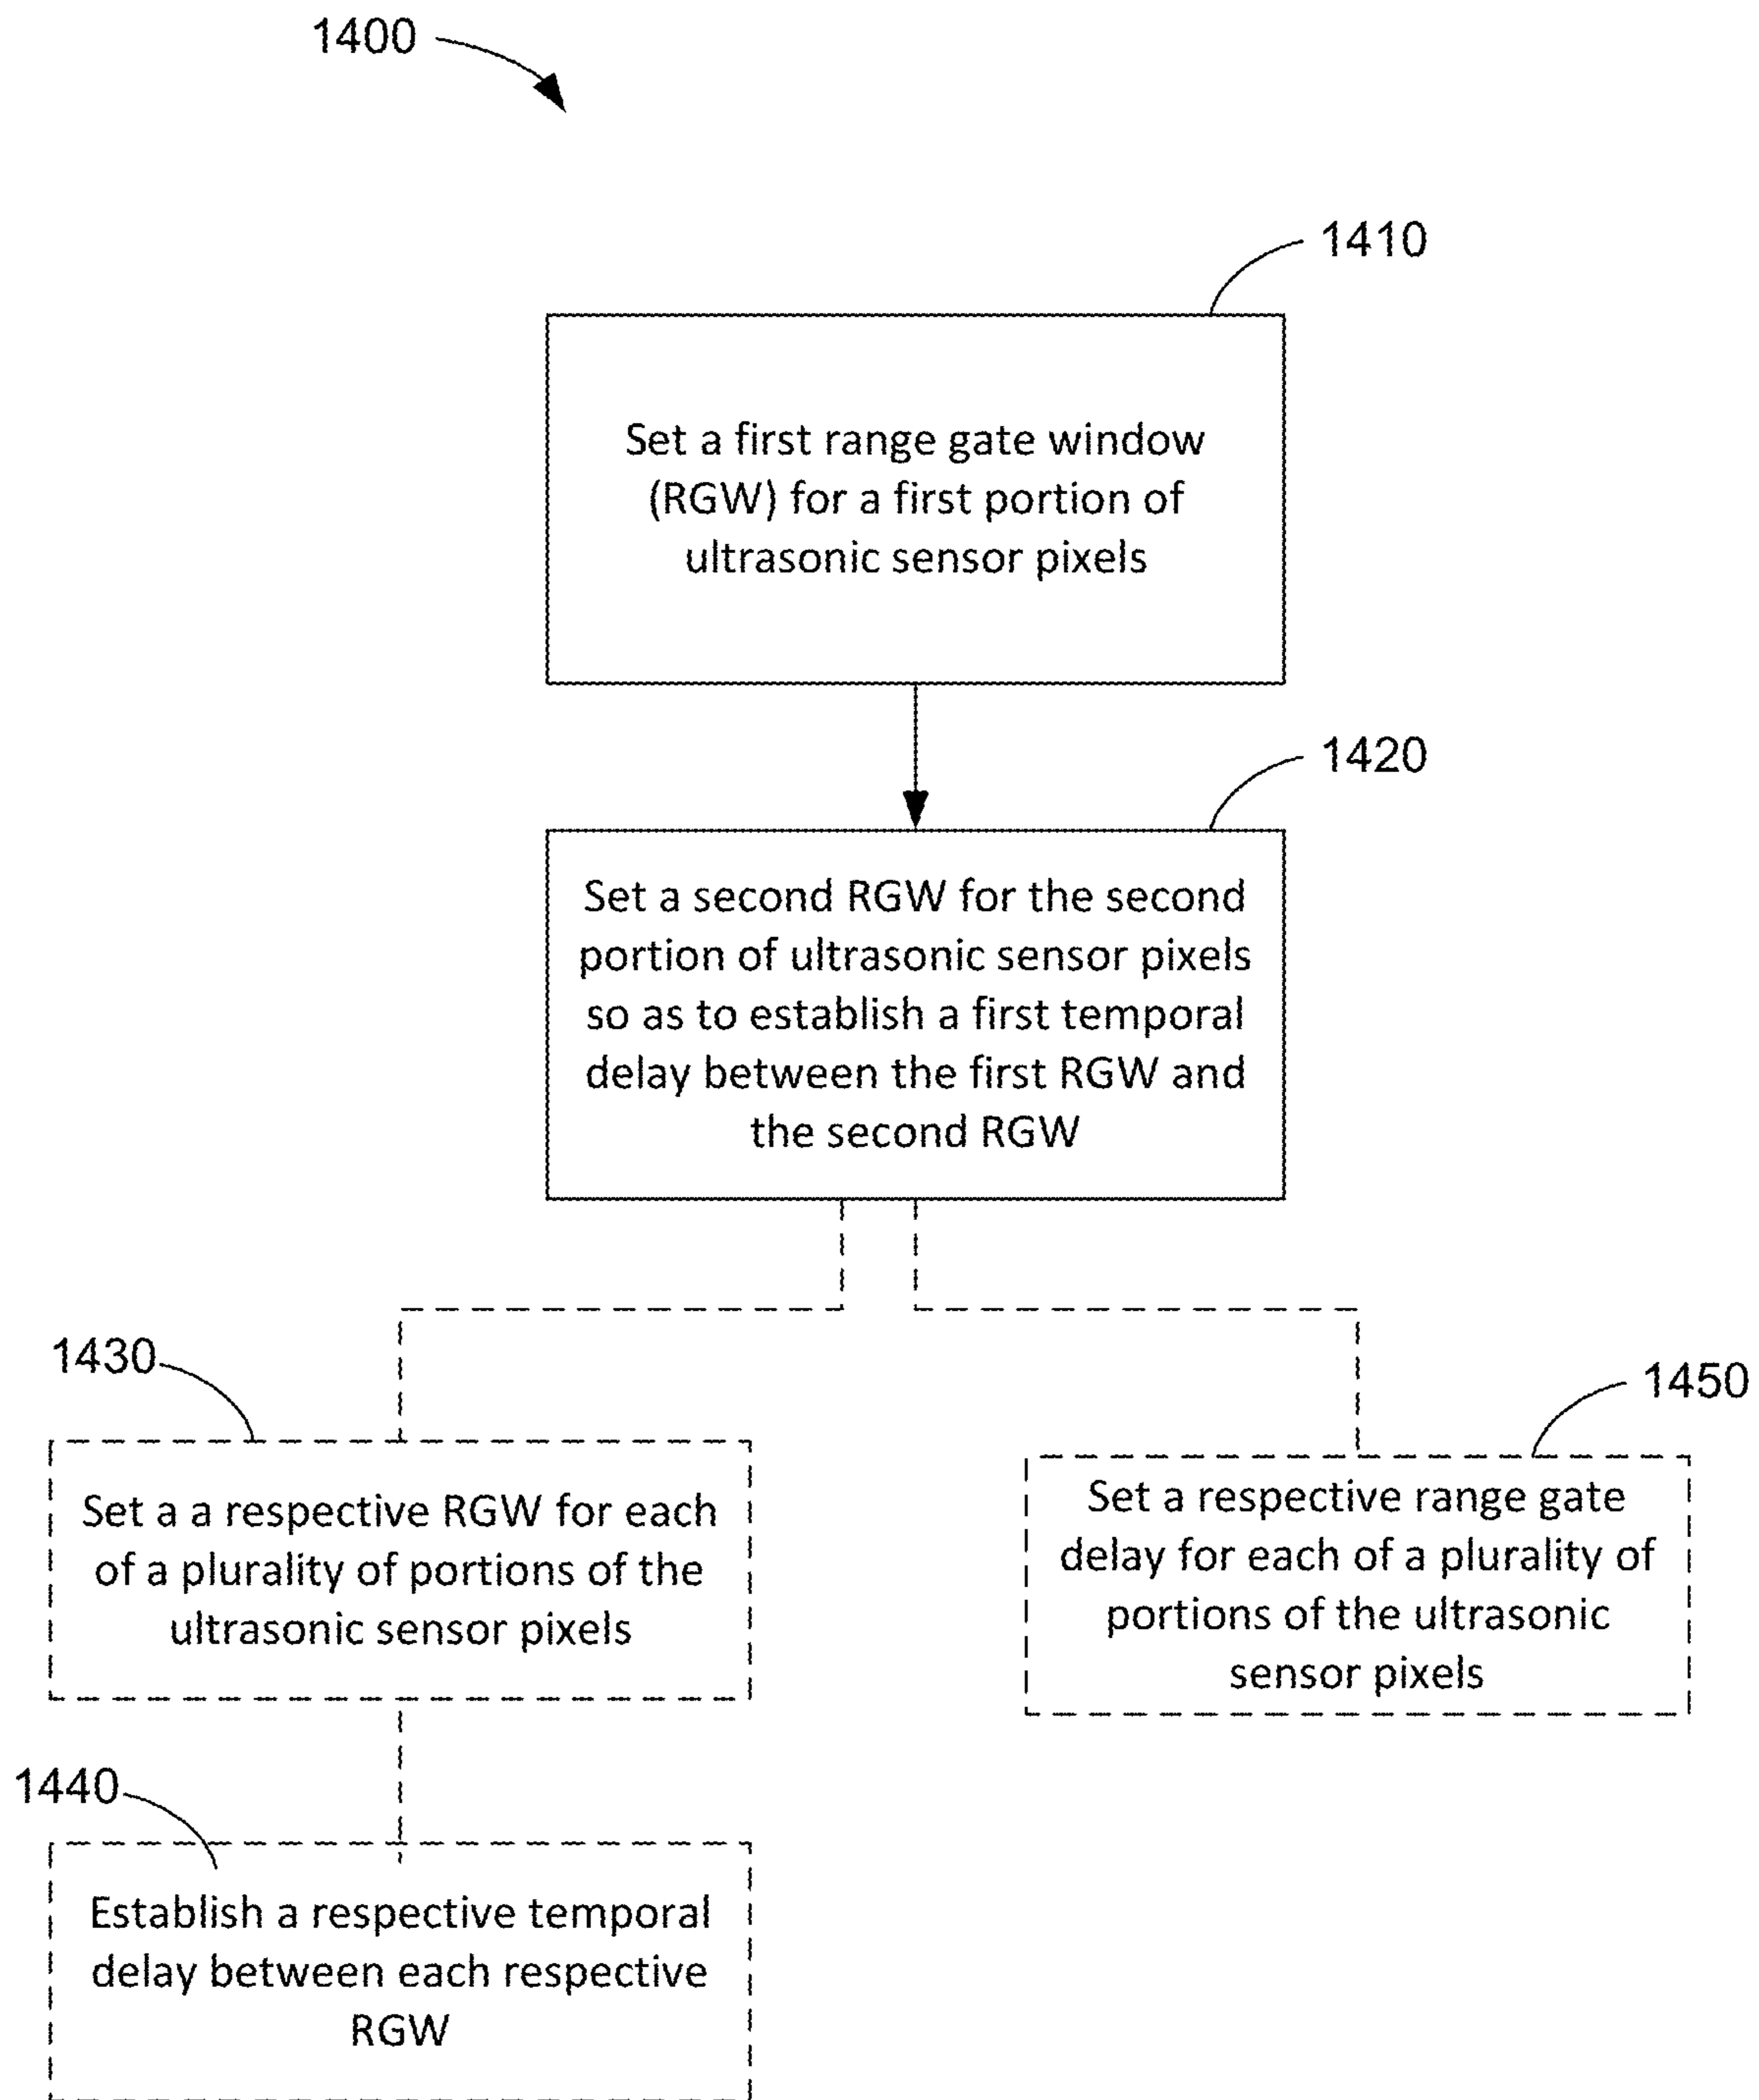 1400
1410
Set a first range gate window
(RGW) for a first portion of
ultrasonic sensor pixels
1420
Set a second RGW for the second
portion of ultrasonic sensor pixels
so as to establish a first temporal
delay between the first RGW and
the second RGW
1430
Set a a respective RGW for each
of a plurality of portions of the
ultrasonic sensor pixels
1450
Set a respective range gate
delay for each of a plurality of
portions of the ultrasonic
sensor pixels
1440
Establish a respective temporal
delay between each respective
RGW